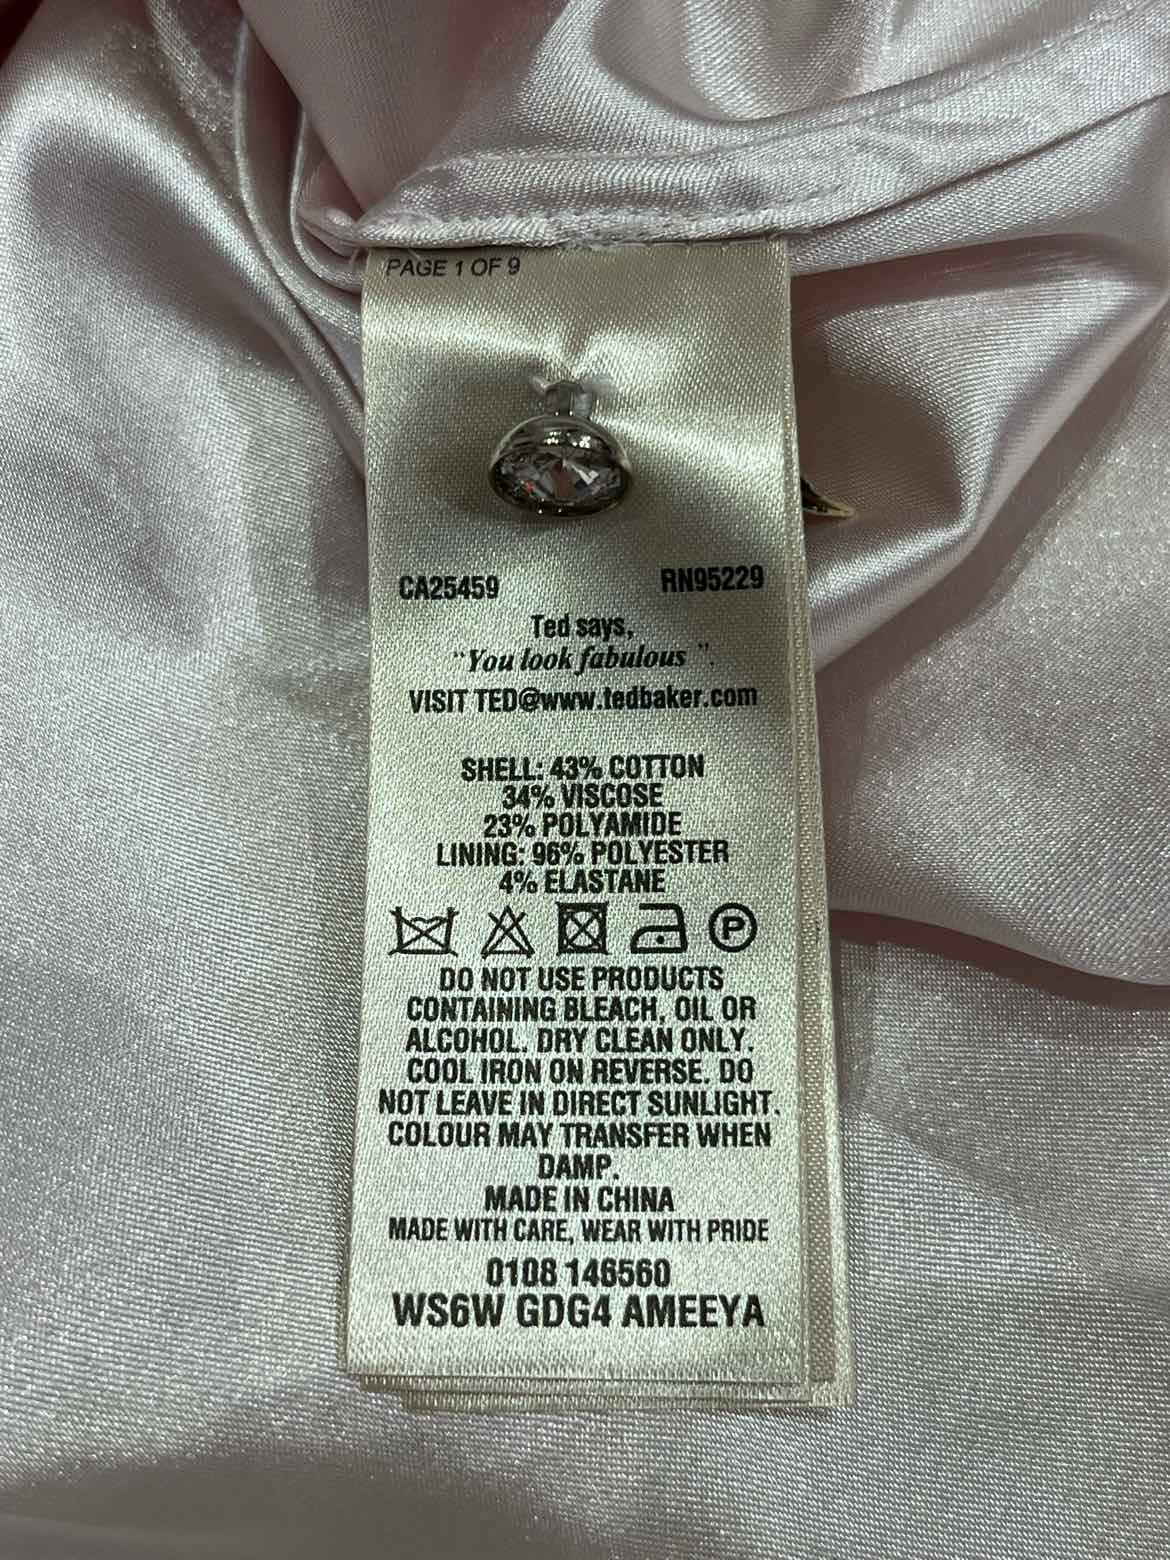 PAGE 1 OF 9
CA25459 RN95229
Ted says,
"You look fabulous ".
VISIT TED@www.tedbaker.com
SHELL: 43% COTTON
34% VISCOSE
23% POLYAMIDE
LINING: 96% POLYESTER
4% ELASTANE
P
DO NOT USE PRODUCTS
CONTAINING BLEACH, OIL OR
ALCOHOL. DRY CLEAN ONLY.
COOL IRON ON REVERSE. DO
NOT LEAVE IN DIRECT SUNLIGHT.
COLOUR MAY TRANSFER WHEN
DAMP.
MADE IN CHINA
MADE WITH CARE, WEAR WITH PRIDE
0108 146560
WS6W GDG4 AMEEYA